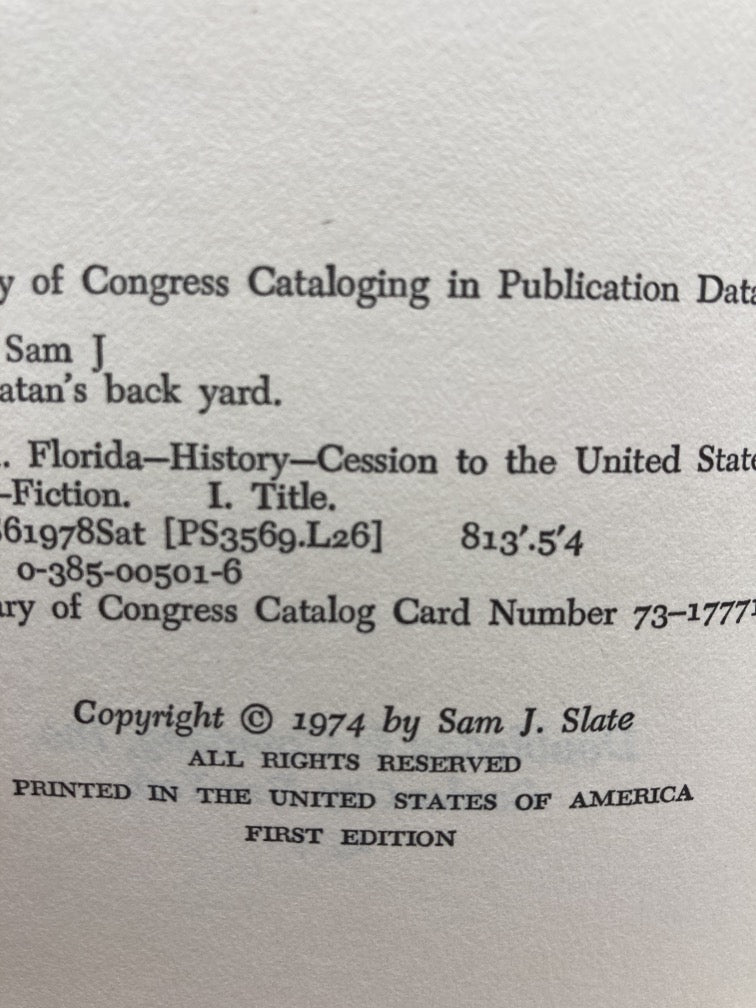 y of Congress Cataloging in Publication Data
Sam J
atan's back yard.
. Florida—History—Cession to the United State
–Fiction. I. Title.
61978Sat [PS3569.L26] 813'.5'4
0-385-00501-6
ary of Congress Catalog Card Number 73–1777
Copyright © 1974 by Sam J. Slate
ALL RIGHTS RESERVED
PRINTED IN THE UNITED STATES OF AMERICA
FIRST EDITION